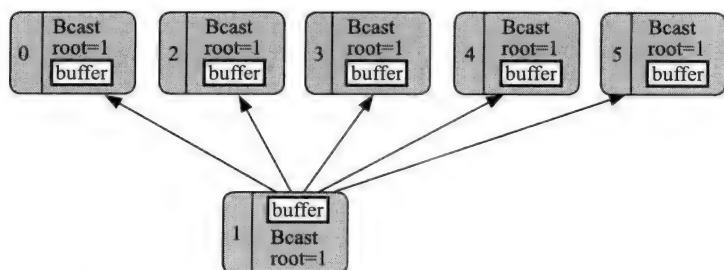 0
Bcast
root=1
buffer
2
Bcast
root=1
buffer
3
Bcast
root=1
buffer
4
Bcast
root=1
buffer
5
Bcast
root=1
buffer
1
buffer
Bcast
root=1